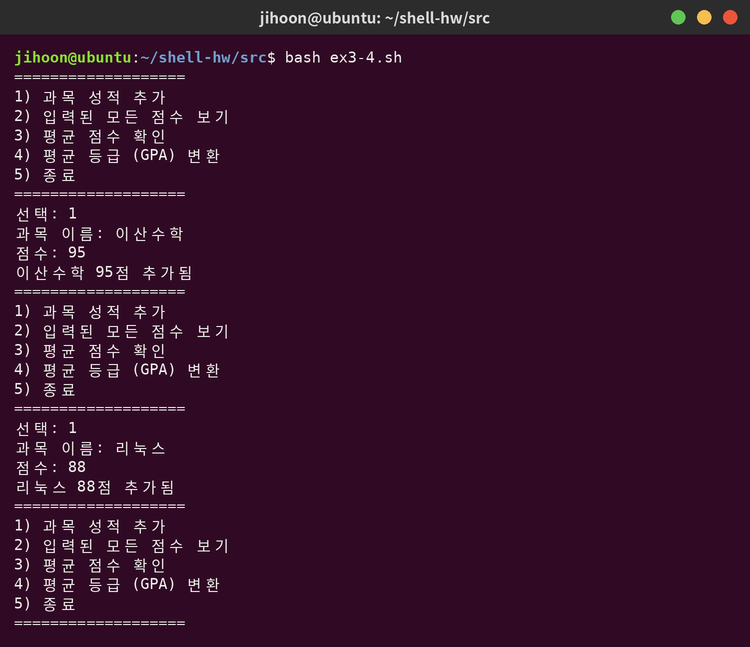 jihoon@ubuntu: ~/shell-hw/src
jihoon@ubuntu:~/shell-hw/src$ bash ex3-4.sh
===================
1) 과목 성적 추가
2) 입력된 모든 점수 보기
3) 평균 점수 확인
4) 평균 등급 (GPA) 변환
5) 종료
===================
선택: 1
과목 이름: 이산수학
점수: 95
이산수학 95점 추가됨
===================
1) 과목 성적 추가
2) 입력된 모든 점수 보기
3) 평균 점수 확인
4) 평균 등급 (GPA) 변환
5) 종료
===================
선택: 1
과목 이름: 리눅스
점수: 88
리눅스 88점 추가됨
===================
1) 과목 성적 추가
2) 입력된 모든 점수 보기
3) 평균 점수 확인
4) 평균 등급 (GPA) 변환
5) 종료
===================